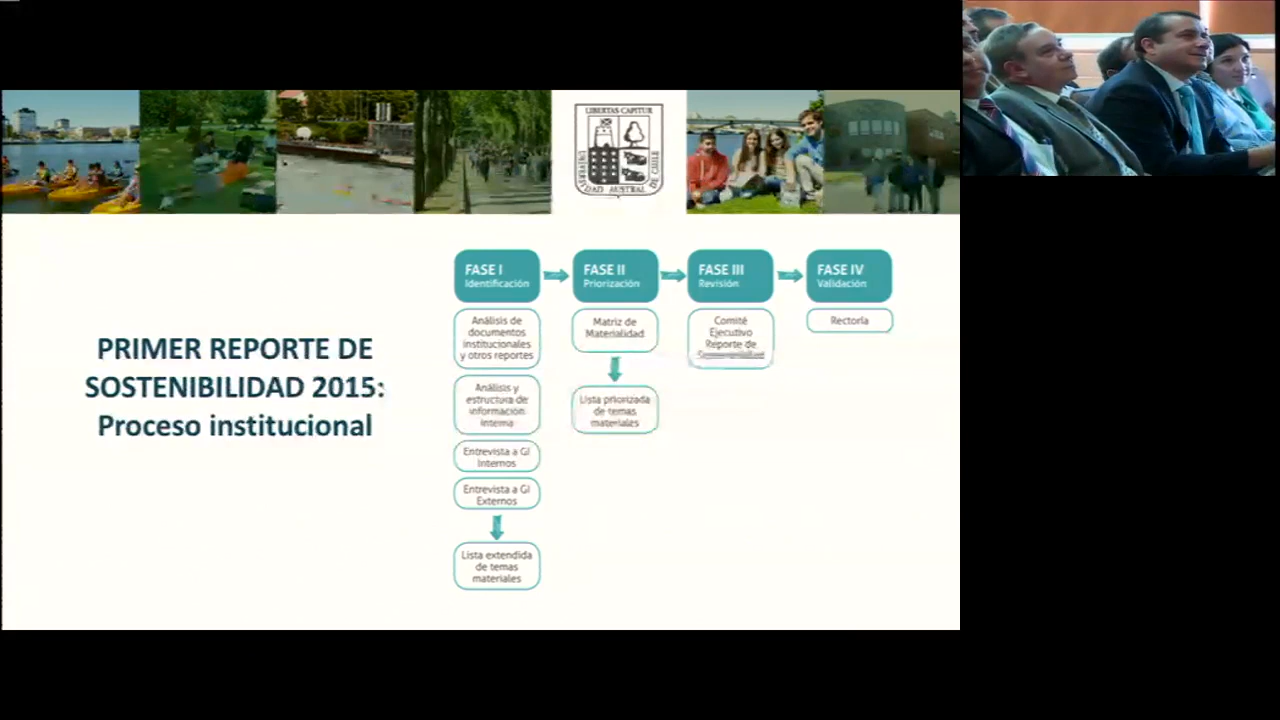 LIBERTAS CAPITUR
UNIVERSIDAD AUSTRAL DE CHILE
PRIMER REPORTE DE
SOSTENIBILIDAD 2015:
Proceso institucional
FASE I
Identificación
Análisis de
documentos
institucionales
y otros reportes
Análisis y
estructura de
información
interna
Entrevista a GI
Internos
Entrevista a GI
Externos
Lista extendida
de temas
materiales
FASE II
Priorización
Matriz de
Materialidad
Lista priorizada
de temas
materiales
FASE III
Revisión
Comité
Ejecutivo
Reporte de
FASE IV
Validación
Rectoría